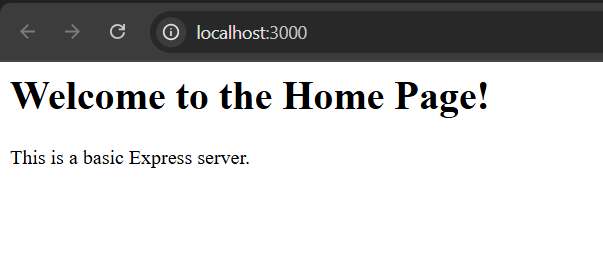 localhost:3000
Welcome to the Home Page!
This is a basic Express server.